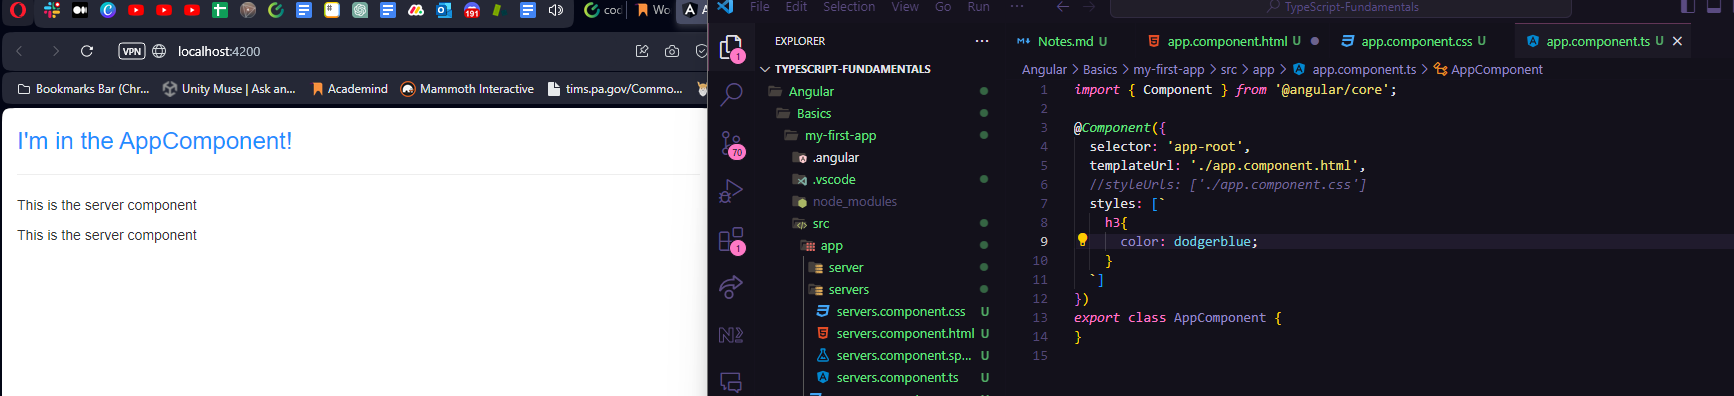 191
cod
Wo
A
VPN
localhost:4200
Bookmarks Bar (Chr...
Unity Muse | Ask an...
Academind
Mammoth Interactive
tims.pa.gov/Commo...
I'm in the AppComponent!
This is the server component
This is the server component
File Edit Selection View Go Run ...
TypeScript-Fundamentals
1
70
1
EXPLORER ...
TYPESCRIPT-FUNDAMENTALS
Angular
Basics
my-first-app
.angular
.vscode
node_modules
src
app
server
servers
servers.component.css U
servers.component.html U
servers.component.sp... U
servers.component.ts U
Notes.md U
app.component.html U
app.component.css U
app.component.ts U
Angular > Basics > my-first-app > src > app > app.component.ts > AppComponent
1 import { Component } from '@angular/core';
2
3 @Component({
4 selector: 'app-root',
5 templateUrl: './app.component.html',
6 //styleUrls: ['./app.component.css']
7 styles: [`
8 h3{
9 color: dodgerblue;
10 }
11 `]
12 })
13 export class AppComponent {
14 }
15